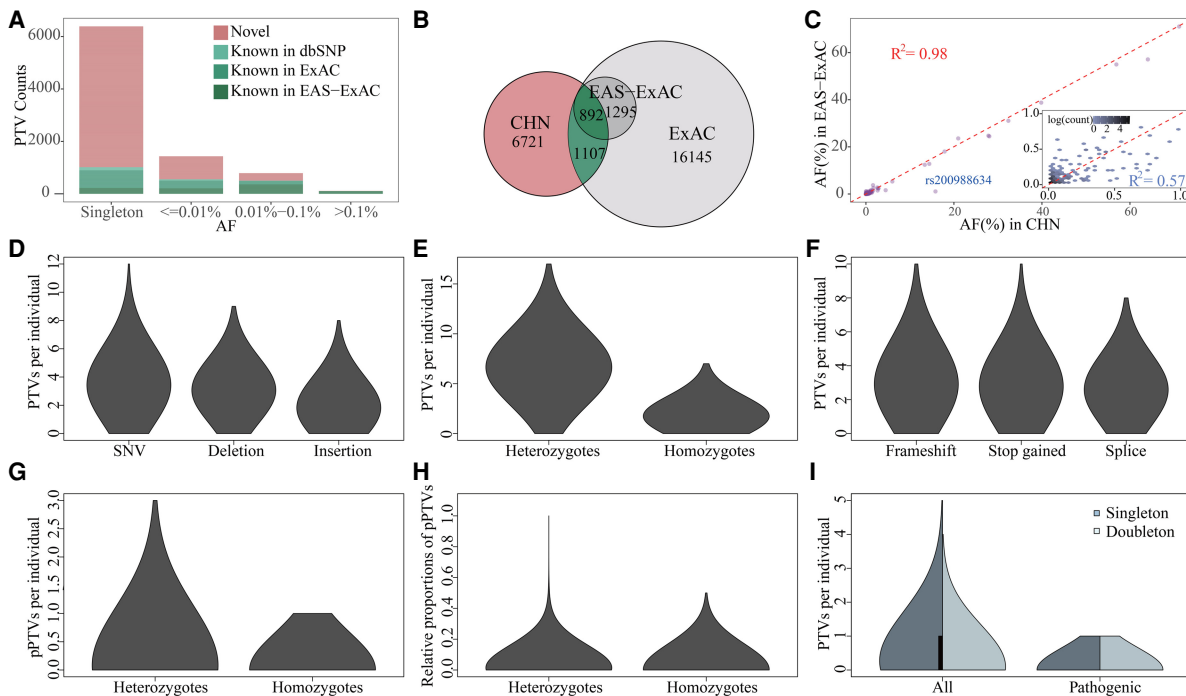 A
PTV Counts
6000
4000
2000
0
Novel
Known in dbSNP
Known in ExAC
Known in EAS−ExAC
Singleton
<=0.01%
0.01%−0.1%
>0.1%
AF
B
CHN
6721
892
1107
EAS−ExAC
1295
ExAC
16145
C
AF(%) in EAS−ExAC
60
40
20
0
R²= 0.98
rs200988634
log(count)
0 2 4
1.0
0.5
0.0
R²= 0.57
0.0 0.5 1.0
0 20 40 60
AF(%) in CHN
D
PTVs per individual
12
10
8
6
4
2
0
SNV Deletion Insertion
E
PTVs per individual
15
10
5
0
Heterozygotes Homozygotes
F
PTVs per individual
10
8
6
4
2
0
Frameshift Stop gained Splice
G
pPTVs per individual
3.0
2.5
2.0
1.5
1.0
0.5
0.0
Heterozygotes Homozygotes
H
Relative proportions of pPTVs
1.0
0.8
0.6
0.4
0.2
0.0
Heterozygotes Homozygotes
I
PTVs per individual
5
4
3
2
1
0
Singleton
Doubleton
All Pathogenic